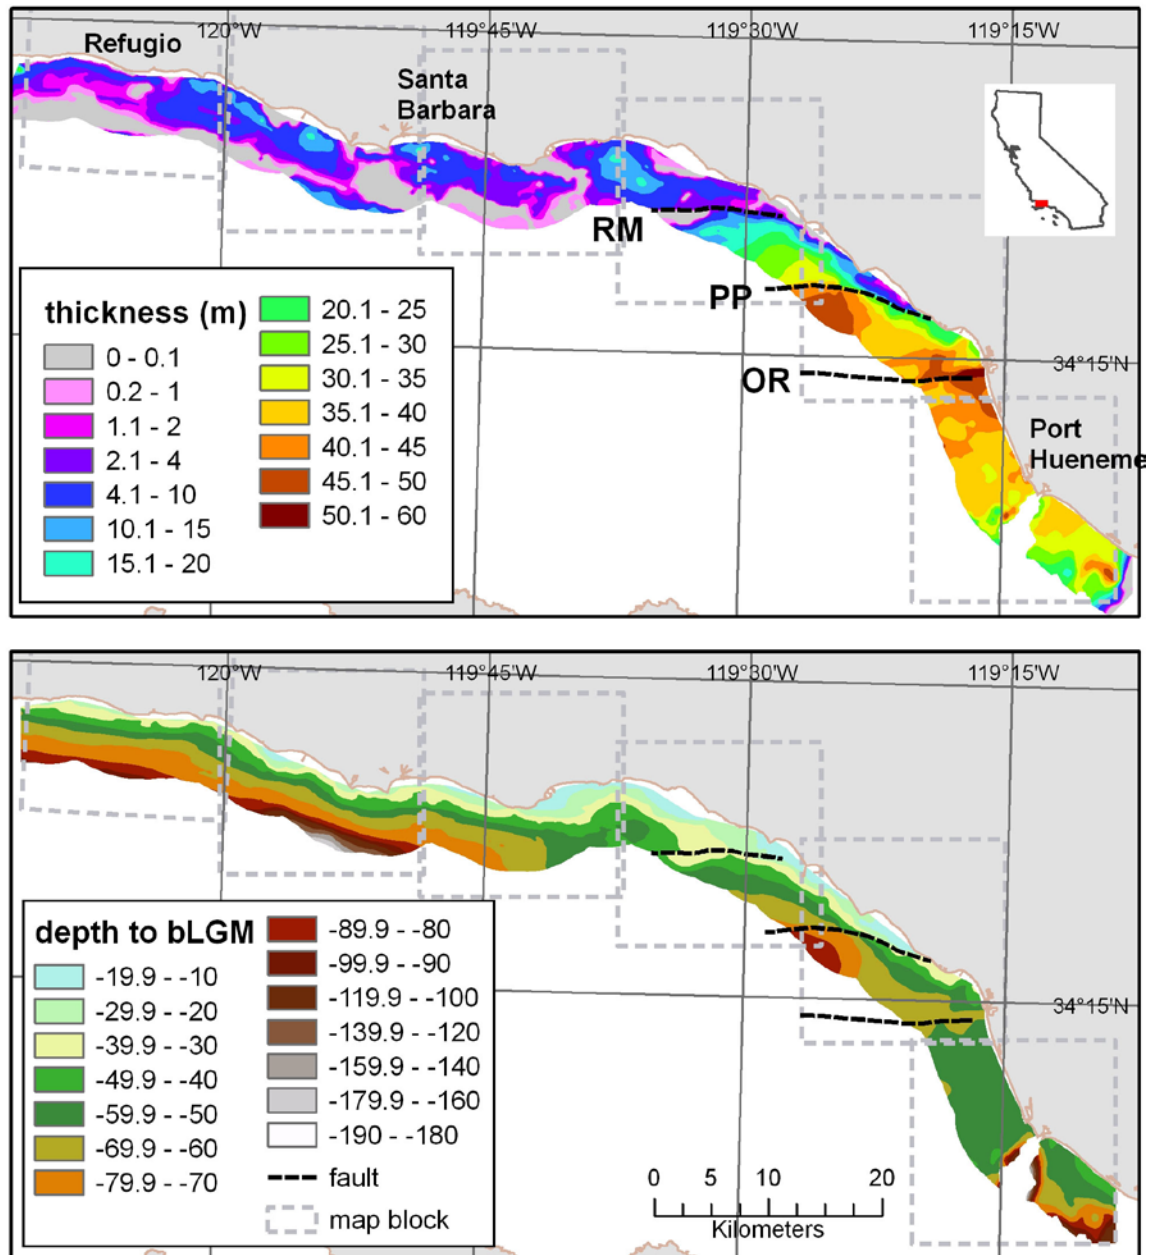 120°W 119°45'W 119°30'W 119°15'W
Refugio
Santa
Barbara
RM
PP
OR
34°15'N
Port
Hueneme
thickness (m)
0 - 0.1
0.2 - 1
1.1 - 2
2.1 - 4
4.1 - 10
10.1 - 15
15.1 - 20
20.1 - 25
25.1 - 30
30.1 - 35
35.1 - 40
40.1 - 45
45.1 - 50
50.1 - 60
120°W 119°45'W 119°30'W 119°15'W
34°15'N
depth to bLGM
-19.9 - -10
-29.9 - -20
-39.9 - -30
-49.9 - -40
-59.9 - -50
-69.9 - -60
-79.9 - -70
-89.9 - -80
-99.9 - -90
-119.9 - -100
-139.9 - -120
-159.9 - -140
-179.9 - -160
-190 - -180
fault
map block
0 5 10 20
Kilometers